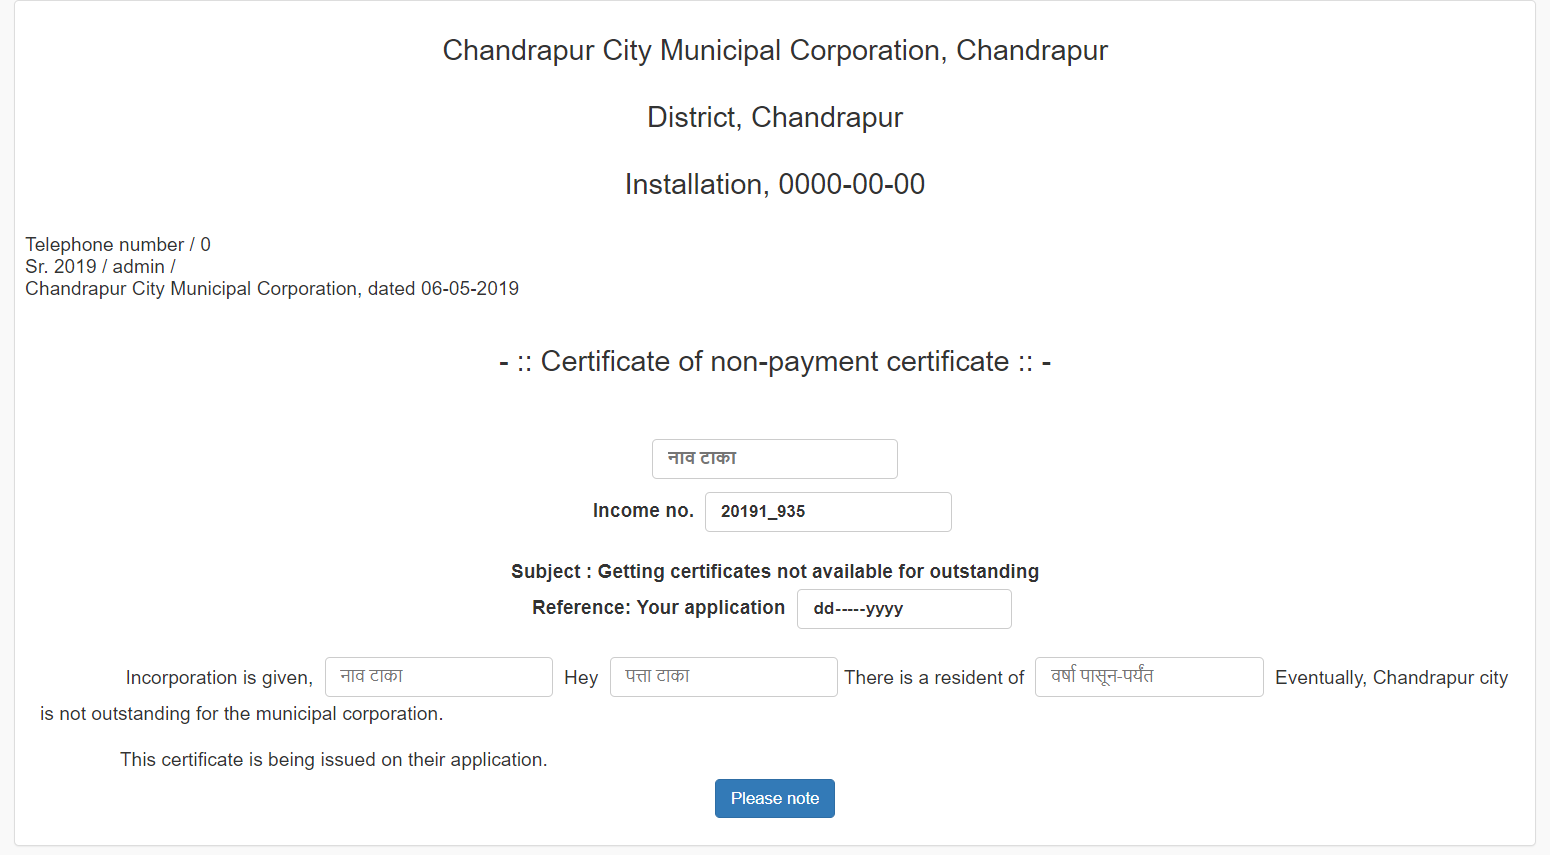 Chandrapur City Municipal Corporation, Chandrapur
District, Chandrapur
Installation, 0000-00-00
Telephone number / 0
Sr. 2019 / admin /
Chandrapur City Municipal Corporation, dated 06-05-2019
- :: Certificate of non-payment certificate :: -
नाव टाका
Income no. 20191_935
Subject : Getting certificates not available for outstanding
Reference: Your application dd-----yyyy
Incorporation is given, नाव टाका Hey पत्ता टाका There is a resident of वर्षा पासून-पर्यंत Eventually, Chandrapur city
is not outstanding for the municipal corporation.
This certificate is being issued on their application.
Please note